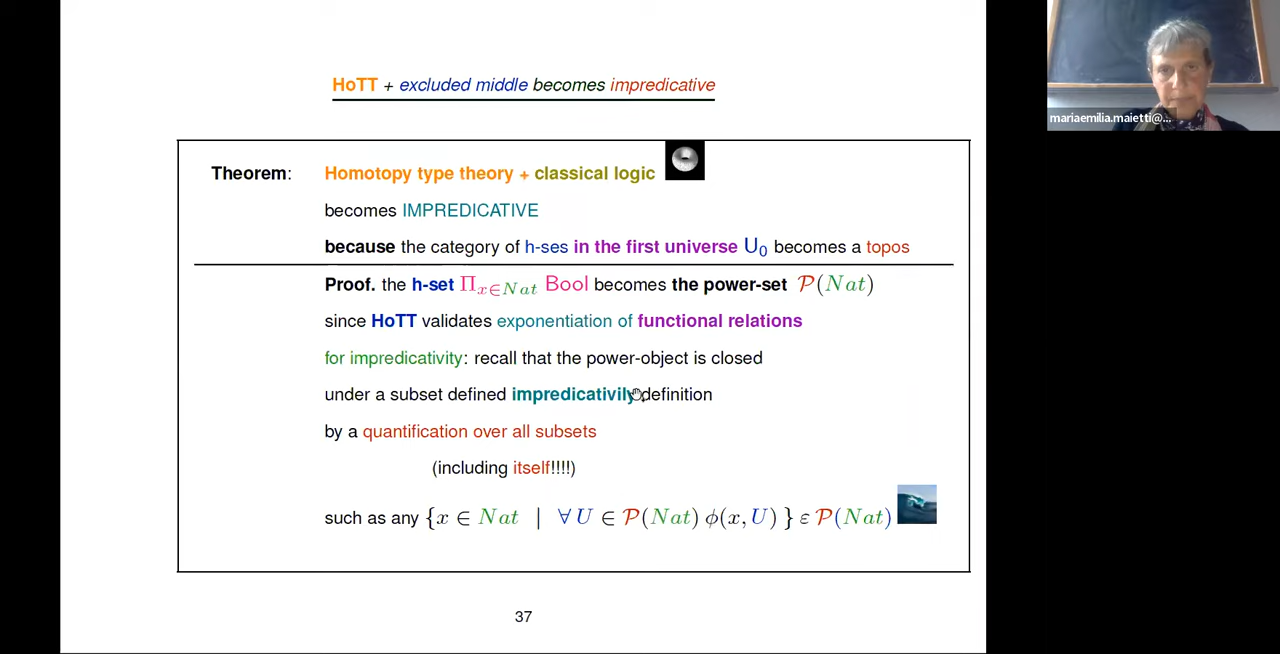 HoTT + excluded middle becomes impredicative
mariaemilia.maietti@...
Theorem: Homotopy type theory + classical logic
becomes IMPREDICATIVE
because the category of h-ses in the first universe U₀ becomes a topos
Proof. the h-set Πₓ∈Nat Bool becomes the power-set 𝒫(Nat)
since HoTT validates exponentiation of functional relations
for impredicativity: recall that the power-object is closed
under a subset defined impredicativily definition
by a quantification over all subsets
(including itself!!!!)
such as any {x ∈ Nat | ∀ U ∈ 𝒫(Nat) ϕ(x, U) } ε 𝒫(Nat)
37